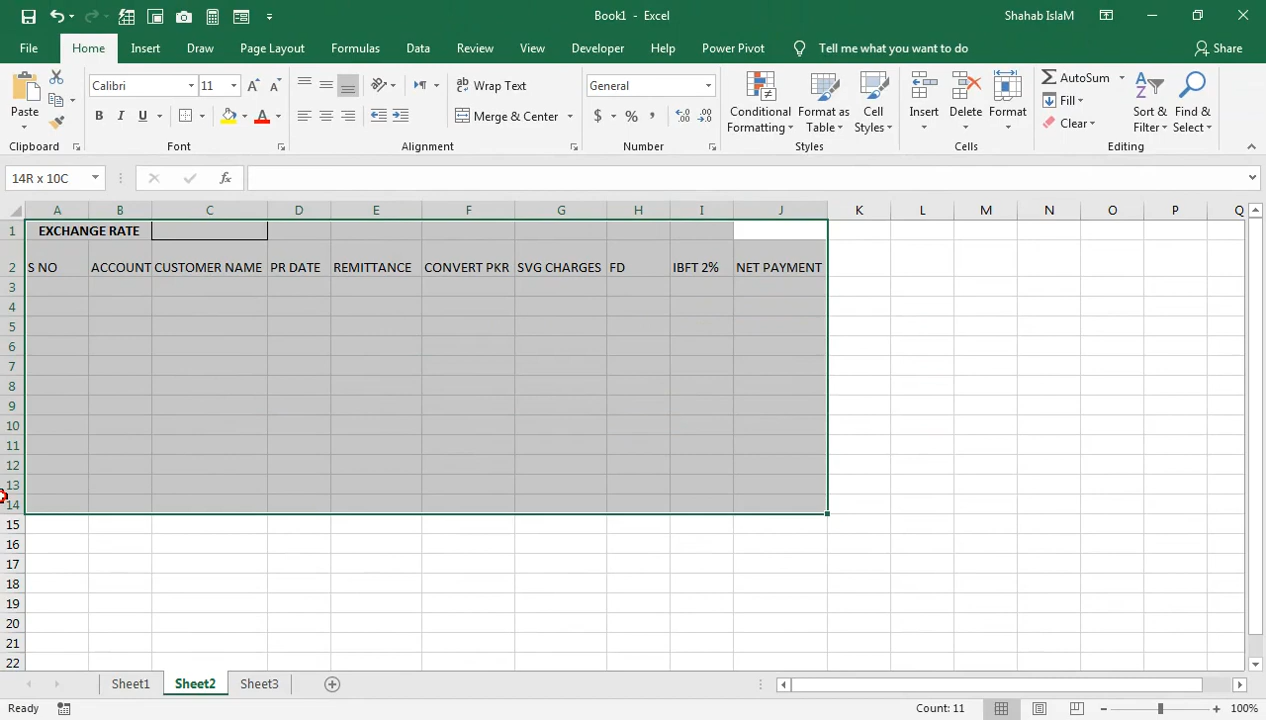 Book1 - Excel
Shahab IslaM
File Home Insert Draw Page Layout Formulas Data Review View Developer Help Power Pivot Tell me what you want to do Share
Calibri 11 Wrap Text General AutoSum
Fill
Paste B I U A Merge & Center $ % , Conditional Formatting Format as Table Cell Styles Insert Delete Format Clear Sort & Filter Find & Select
Clipboard Font Alignment Number Styles Cells Editing
14R x 10C fx
A B C D E F G H I J K L M N O P Q
1 EXCHANGE RATE
2 S NO ACCOUNT CUSTOMER NAME PR DATE REMITTANCE CONVERT PKR SVG CHARGES FD IBFT 2% NET PAYMENT
3
4
5
6
7
8
9
10
11
12
13
14
15
16
17
18
19
20
21
22
Sheet1 Sheet2 Sheet3
Ready Count: 11 100%